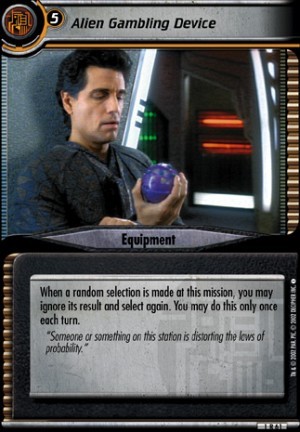 5
Alien Gambling Device
Equipment
When a random selection is made at this mission, you may
ignore its result and select again. You may do this only once
each turn.
"Someone or something on this station is distorting the laws of
probability."